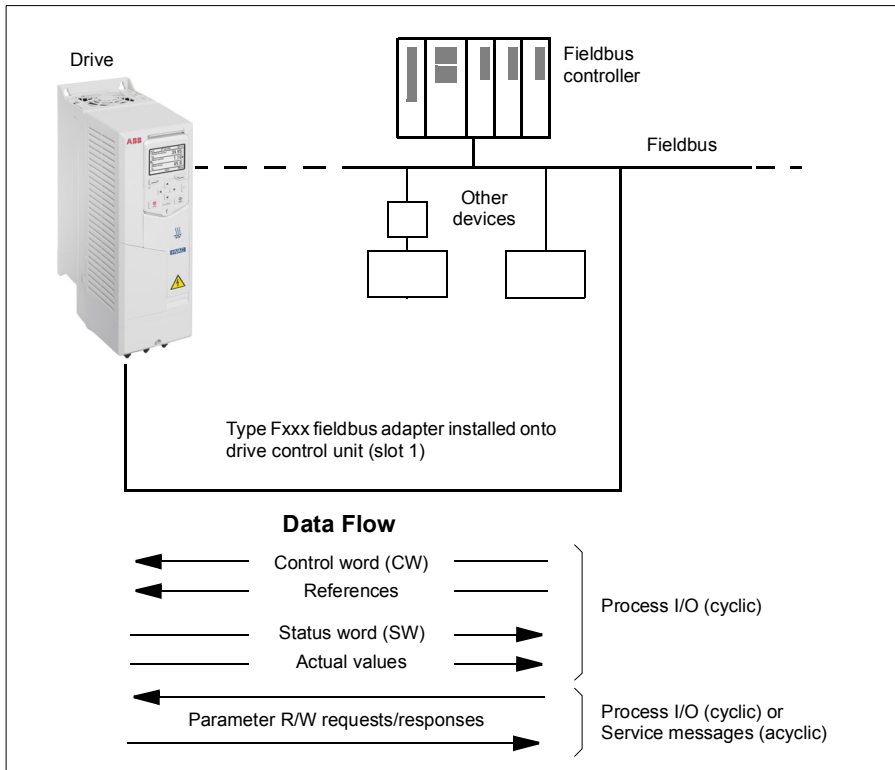 Drive
Fieldbus
controller
ABB
Fieldbus
Other
devices
HVAC
Type Fxxx fieldbus adapter installed onto
drive control unit (slot 1)
Data Flow
Control word (CW)
References
Status word (SW)
Actual values
Process I/O (cyclic)
Parameter R/W requests/responses
Process I/O (cyclic) or
Service messages (acyclic)